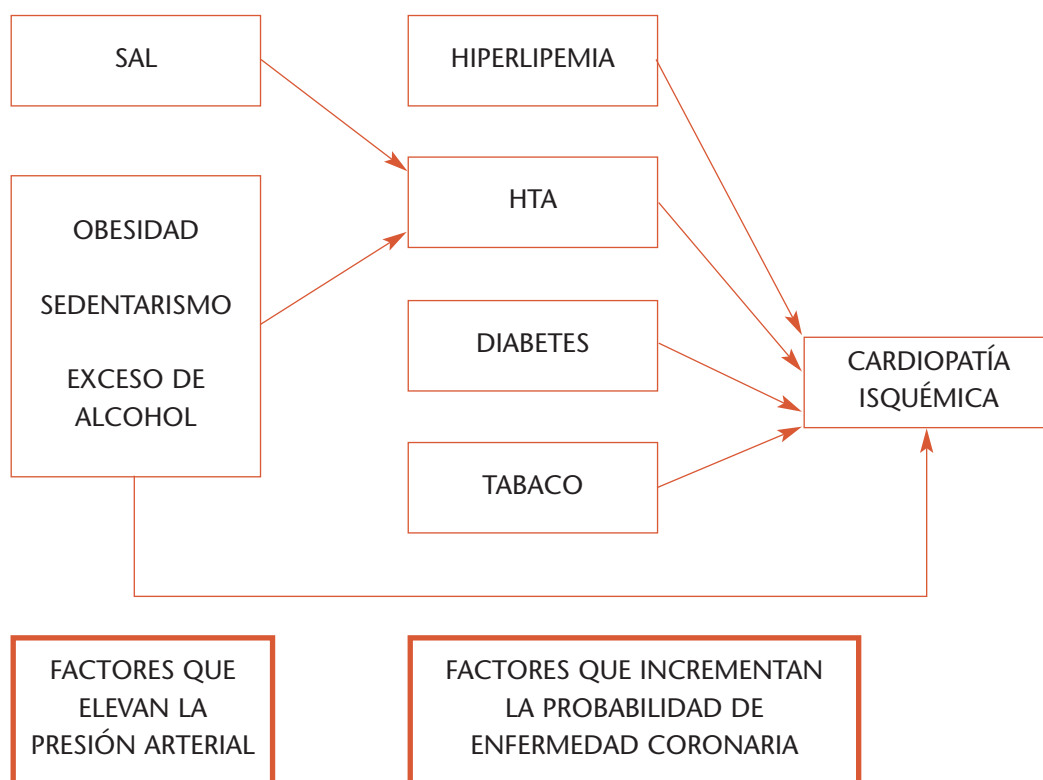 SAL
HIPERLIPEMIA
OBESIDAD
SEDENTARISMO
EXCESO DE
ALCOHOL
HTA
DIABETES
TABACO
CARDIOPATÍA
ISQUÉMICA
FACTORES QUE
ELEVAN LA
PRESIÓN ARTERIAL
FACTORES QUE INCREMENTAN
LA PROBABILIDAD DE
ENFERMEDAD CORONARIA